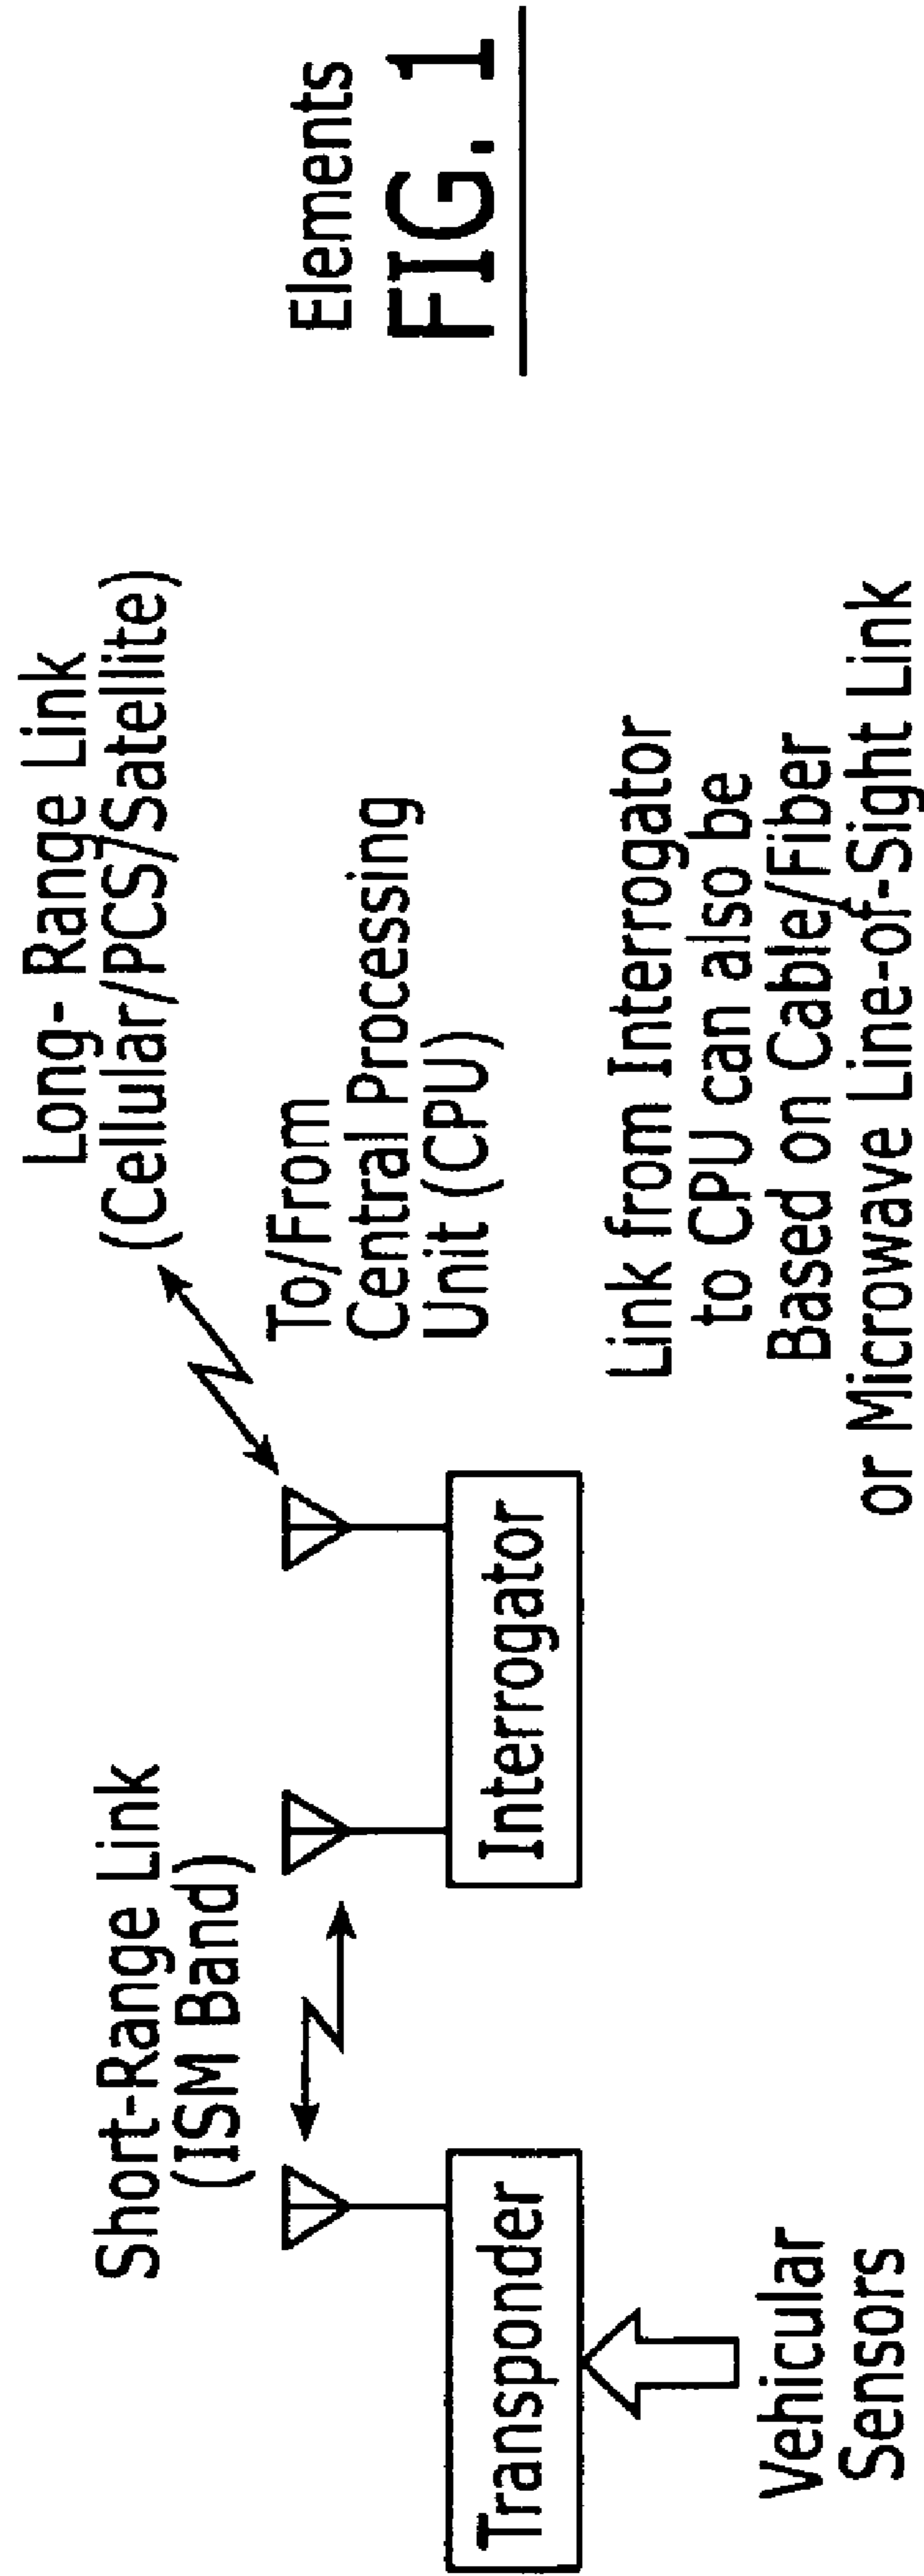 Short-Range Link
(ISM Band)
Long- Range Link
(Cellular/PCS/Satellite)
To/From
Central Processing
Unit (CPU)
Transponder
Interrogator
Vehicular
Sensors
Link from Interrogator
to CPU can also be
Based on Cable/Fiber
or Microwave Line-of-Sight Link
Elements
FIG. 1